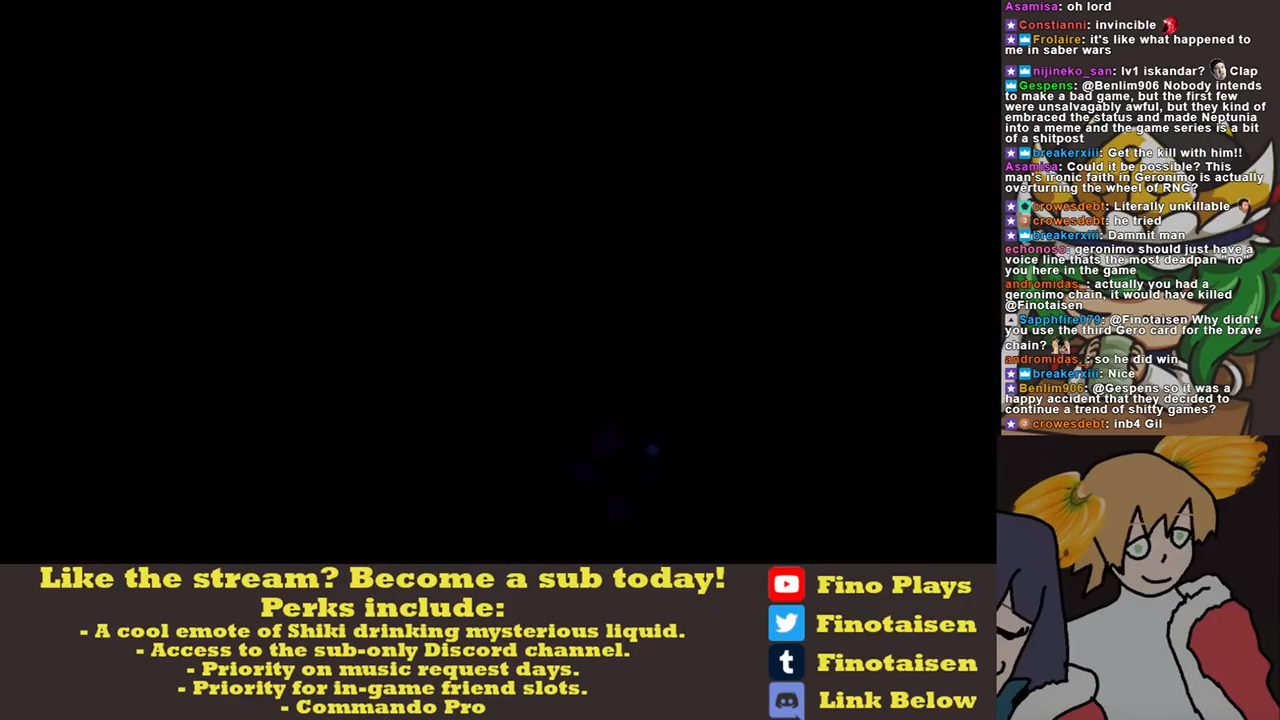 Asamisa: oh lord
Constianni: invincible
Frolaire: it's like what happened to
me in saber wars
nijineko_san: lv1 iskandar? Clap
Gespens: @Benlim906 Nobody intends
to make a bad game, but the first few
were unsalvagably awful, but they kind of
embraced the status and made Neptunia
into a meme and the game series is a bit
of a shitpost
breakerxiii: Get the kill with him!!
Asamisa: Could it be possible? This
man's ironic faith in Geronimo is actually
overturning the wheel of RNG?
crowesdebt: Literally unkillable
crowesdebt: he tried
breakerxiii: Dammit man
echonoso: geronimo should just have a
voice line thats the most deadpan "no"
you here in the game
andromidas_: actually you had a
geronimo chain, it would have killed
@Finotaisen
Sapphfire079: @Finotaisen Why didn't
you use the third Gero card for the brave
chain?
andromidas_: so he did win
breakerxiii: Nice
Benlim906: @Gespens so it was a
happy accident that they decided to
continue a trend of shitty games?
crowesdebt: inb4 Gil
Like the stream? Become a sub today!
Perks include:
- A cool emote of Shiki drinking mysterious liquid.
- Access to the sub-only Discord channel.
- Priority on music request days.
- Priority for in-game friend slots.
- Commando Pro
Fino Plays
Finotaisen
Finotaisen
Link Below